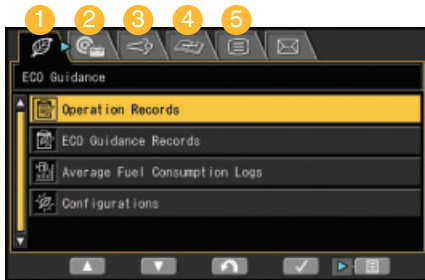 1 2 3 4 5
ECO Guidance
Operation Records
ECO Guidance Records
Average Fuel Consumption Logs
Configurations